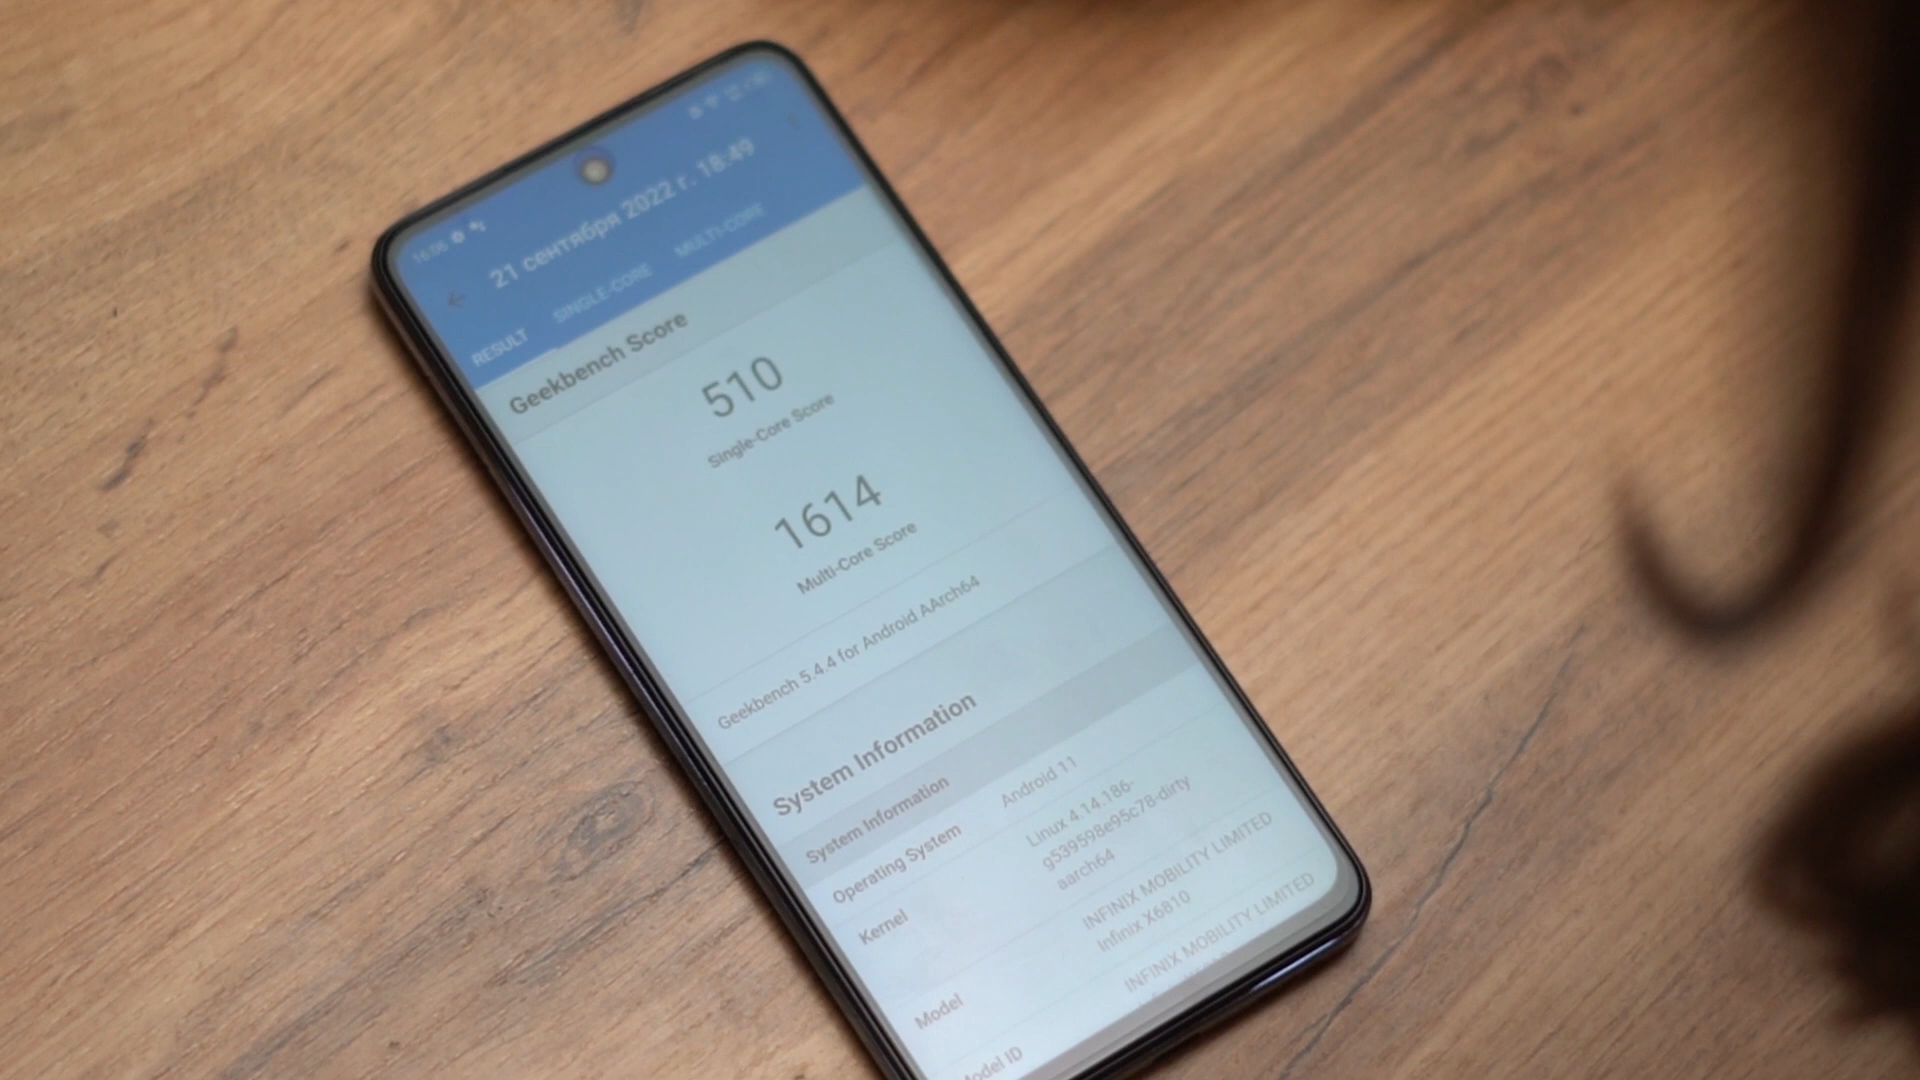 16:06
21 сентября 2022 г. 18:49
RESULT SINGLE-CORE MULTI-CORE
Geekbench Score
510
Single-Core Score
1614
Multi-Core Score
Geekbench 5.4.4 for Android AArch64
System Information
System Information
Operating System Android 11
Kernel Linux 4.14.186-
g539598e95c78-dirty
aarch64
Model INFINIX MOBILITY LIMITED
Infinix X6810
Model ID INFINIX MOBILITY LIMITED